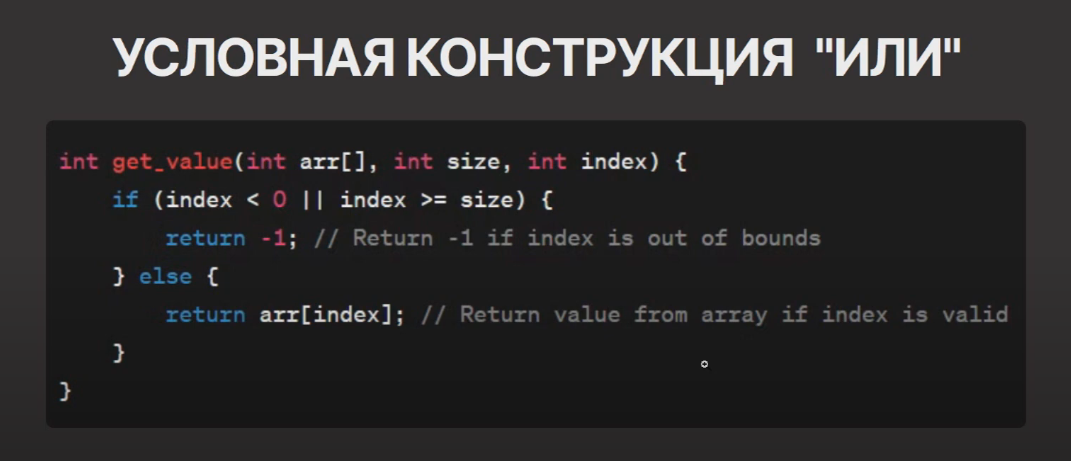 УСЛОВНАЯ КОНСТРУКЦИЯ "ИЛИ"
int get_value(int arr[], int size, int index) {
    if (index < 0 || index >= size) {
        return -1; // Return -1 if index is out of bounds
    } else {
        return arr[index]; // Return value from array if index is valid
    }
}